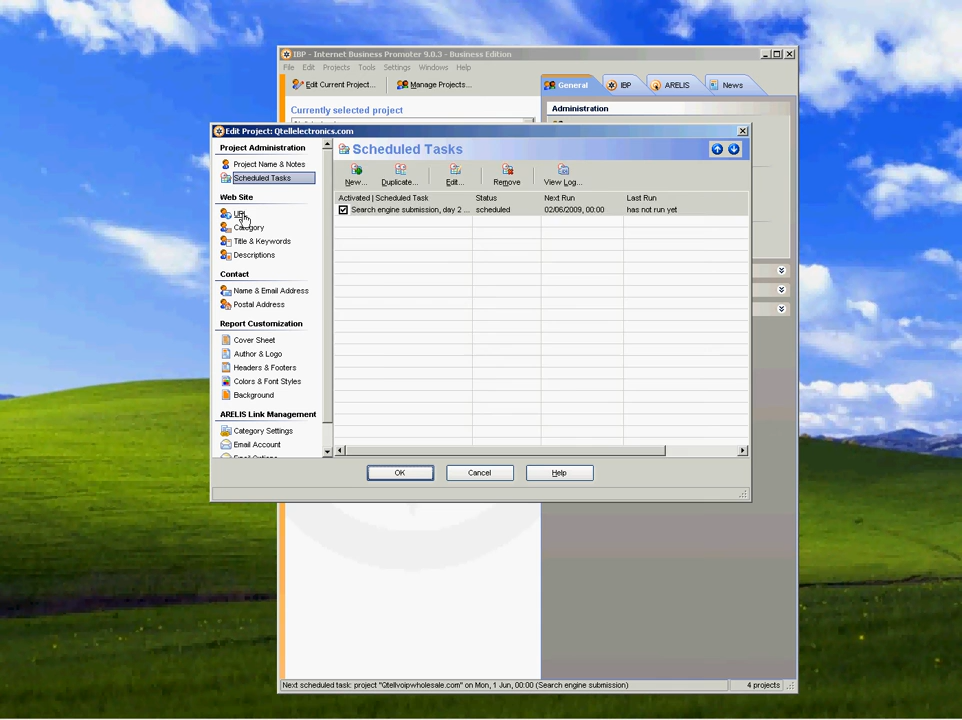 IBP - Internet Business Promoter 9.0.3 - Business Edition
File Edit Projects Tools Settings Windows Help
Edit Current Project... Manage Projects... General IBP ARELIS News
Currently selected project
Administration
Edit Project: Qtellelectronics.com
Project Administration
Project Name & Notes
Scheduled Tasks
Web Site
Category
Title & Keywords
Descriptions
Contact
Name & Email Address
Postal Address
Report Customization
Cover Sheet
Author & Logo
Headers & Footers
Colors & Font Styles
Background
ARELIS Link Management
Category Settings
Email Account
Scheduled Tasks
New... Duplicate... Edit... Remove View Log...
Activated | Scheduled Task Status Next Run Last Run
Search engine submission, day 2 ... scheduled 02/06/2009, 00:00 has not run yet
OK Cancel Help
Next scheduled task: project "Qtellvoipwholesale.com" on Mon, 1 Jun, 00:00 (Search engine submission) 4 projects